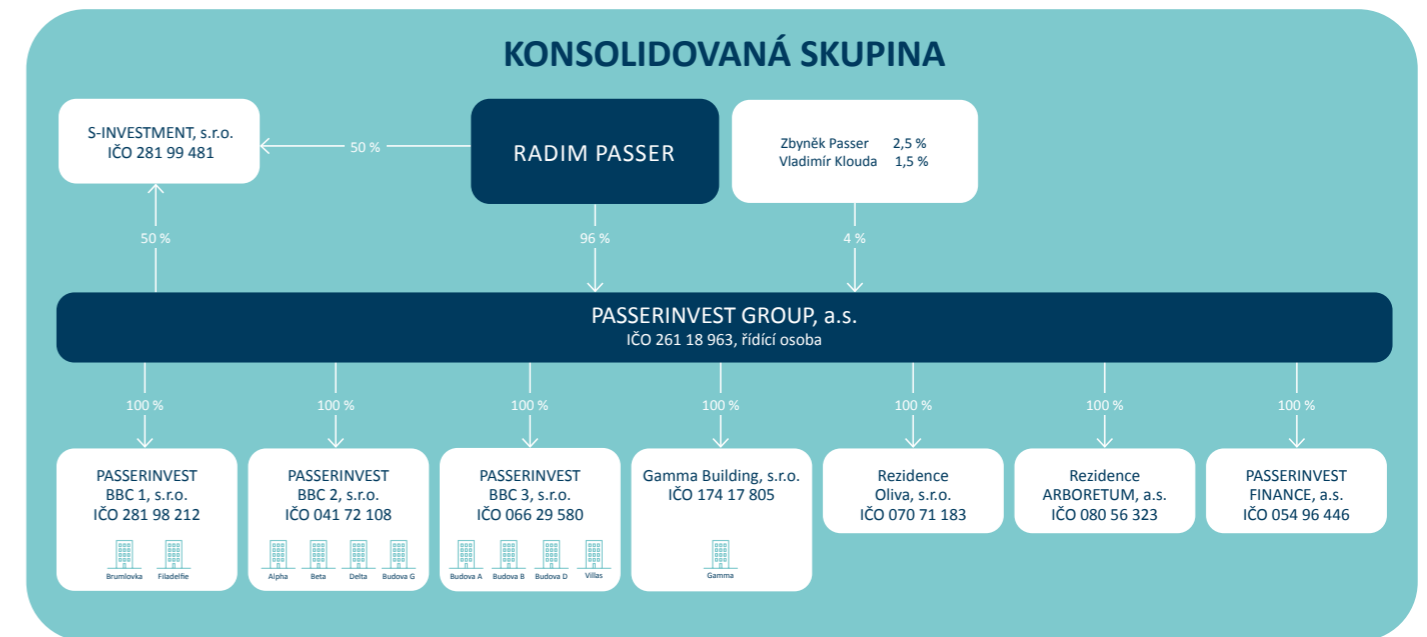 KONSOLIDOVANÁ SKUPINA
S-INVESTMENT, s.r.o.
IČO 281 99 481
50 %
RADIM PASSER
Zbyněk Passer 2,5 %
Vladimír Klouda 1,5 %
50 %
96 %
4 %
PASSERINVEST GROUP, a.s.
IČO 261 18 963, řídící osoba
100 %
100 %
100 %
100 %
100 %
100 %
100 %
PASSERINVEST
BBC 1, s.r.o.
IČO 281 98 212
Brumlovka
Filadelfie
PASSERINVEST
BBC 2, s.r.o.
IČO 041 72 108
Alpha
Beta
Delta
Budova G
PASSERINVEST
BBC 3, s.r.o.
IČO 066 29 580
Budova A
Budova B
Budova D
Villas
Gamma Building, s.r.o.
IČO 174 17 805
Gamma
Rezidence
Oliva, s.r.o.
IČO 070 71 183
Rezidence
ARBORETUM, a.s.
IČO 080 56 323
PASSERINVEST
FINANCE, a.s.
IČO 054 96 446